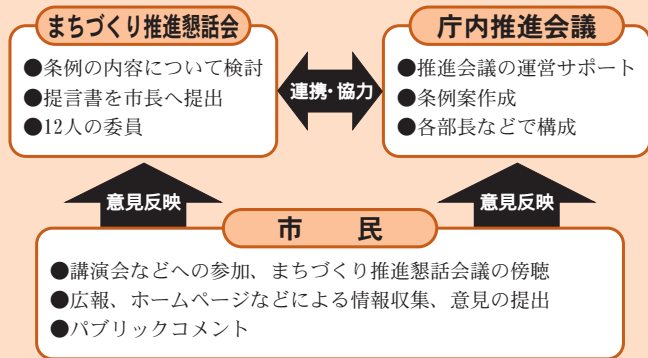 まちづくり推進懇話会
●条例の内容について検討
●提言書を市長へ提出
●12人の委員
連携・協力
庁内推進会議
●推進会議の運営サポート
●条例案作成
●各部長などで構成
意見反映
意見反映
市　民
●講演会などへの参加、まちづくり推進懇話会議の傍聴
●広報、ホームページなどによる情報収集、意見の提出
●パブリックコメント